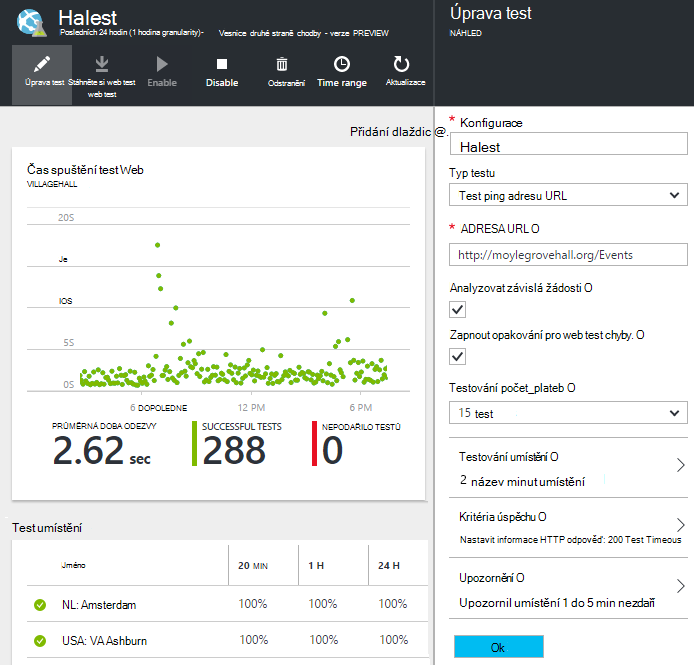 Halest
Posledních 24 hodin (1 hodina granularity)- Vesnice druhé straně chodby - verze PREVIEW
Úprava test
Stáhněte si web test
web test
Enable
Disable
Odstranění
Time range
Aktualizace
Přidání dlaždic @.
Čas spuštění test Web
VILLAGEHALL
20S
Je
IOS
5S
0S
6 DOPOLEDNE
12 PM
6 PM
PRŮMĚRNÁ DOBA ODEZVY
2.62 sec
SUCCESSFUL TESTS
288
NEPODAŘILO TESTŮ
0
Test umístění
Jméno
20 MIN
1 H
24 H
NL: Amsterdam
100%
100%
100%
USA: VA Ashburn
100%
100%
100%
Úprava test
NÁHLED
* Konfigurace
Halest
Typ testu
Test ping adresu URL
* ADRESA URL O
http://moylegrovehall.org/Events
Analyzovat závislá žádosti O
Zapnout opakování pro web test chyby. O
Testování počet_plateb O
15 test
Testování umístění O
2 název minut umístění
Kritéria úspěchu O
Nastavit informace HTTP odpověď: 200 Test Timeous
Upozornění O
Upozornil umístění 1 do 5 min nezdaří
Ok